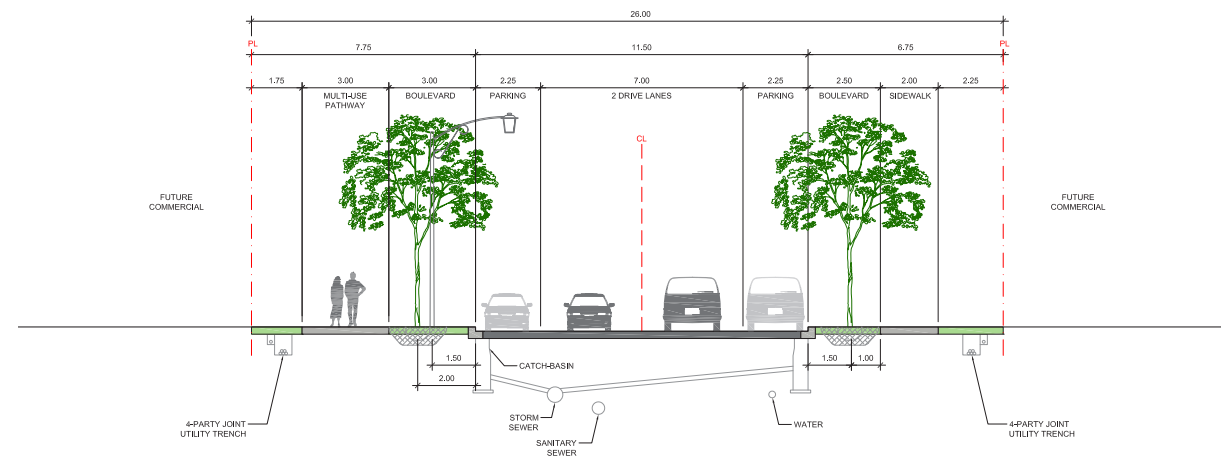 26.00
PL
7.75
11.50
6.75
PL
1.75
3.00
3.00
2.25
7.00
2.25
2.50
2.00
2.25
MULTI-USE
PATHWAY
BOULEVARD
PARKING
2 DRIVE LANES
PARKING
BOULEVARD
SIDEWALK
CL
FUTURE
COMMERCIAL
FUTURE
COMMERCIAL
1.50
CATCH-BASIN
1.50
1.00
2.00
4-PARTY JOINT
UTILITY TRENCH
STORM
SEWER
SANITARY
SEWER
WATER
4-PARTY JOINT
UTILITY TRENCH